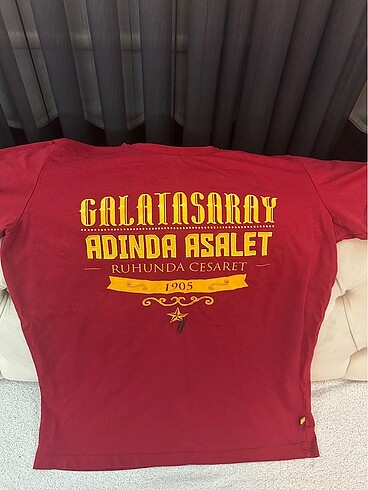 GALATASARAY
ADINDA ASALET
RUHUNDA CESARET
1905